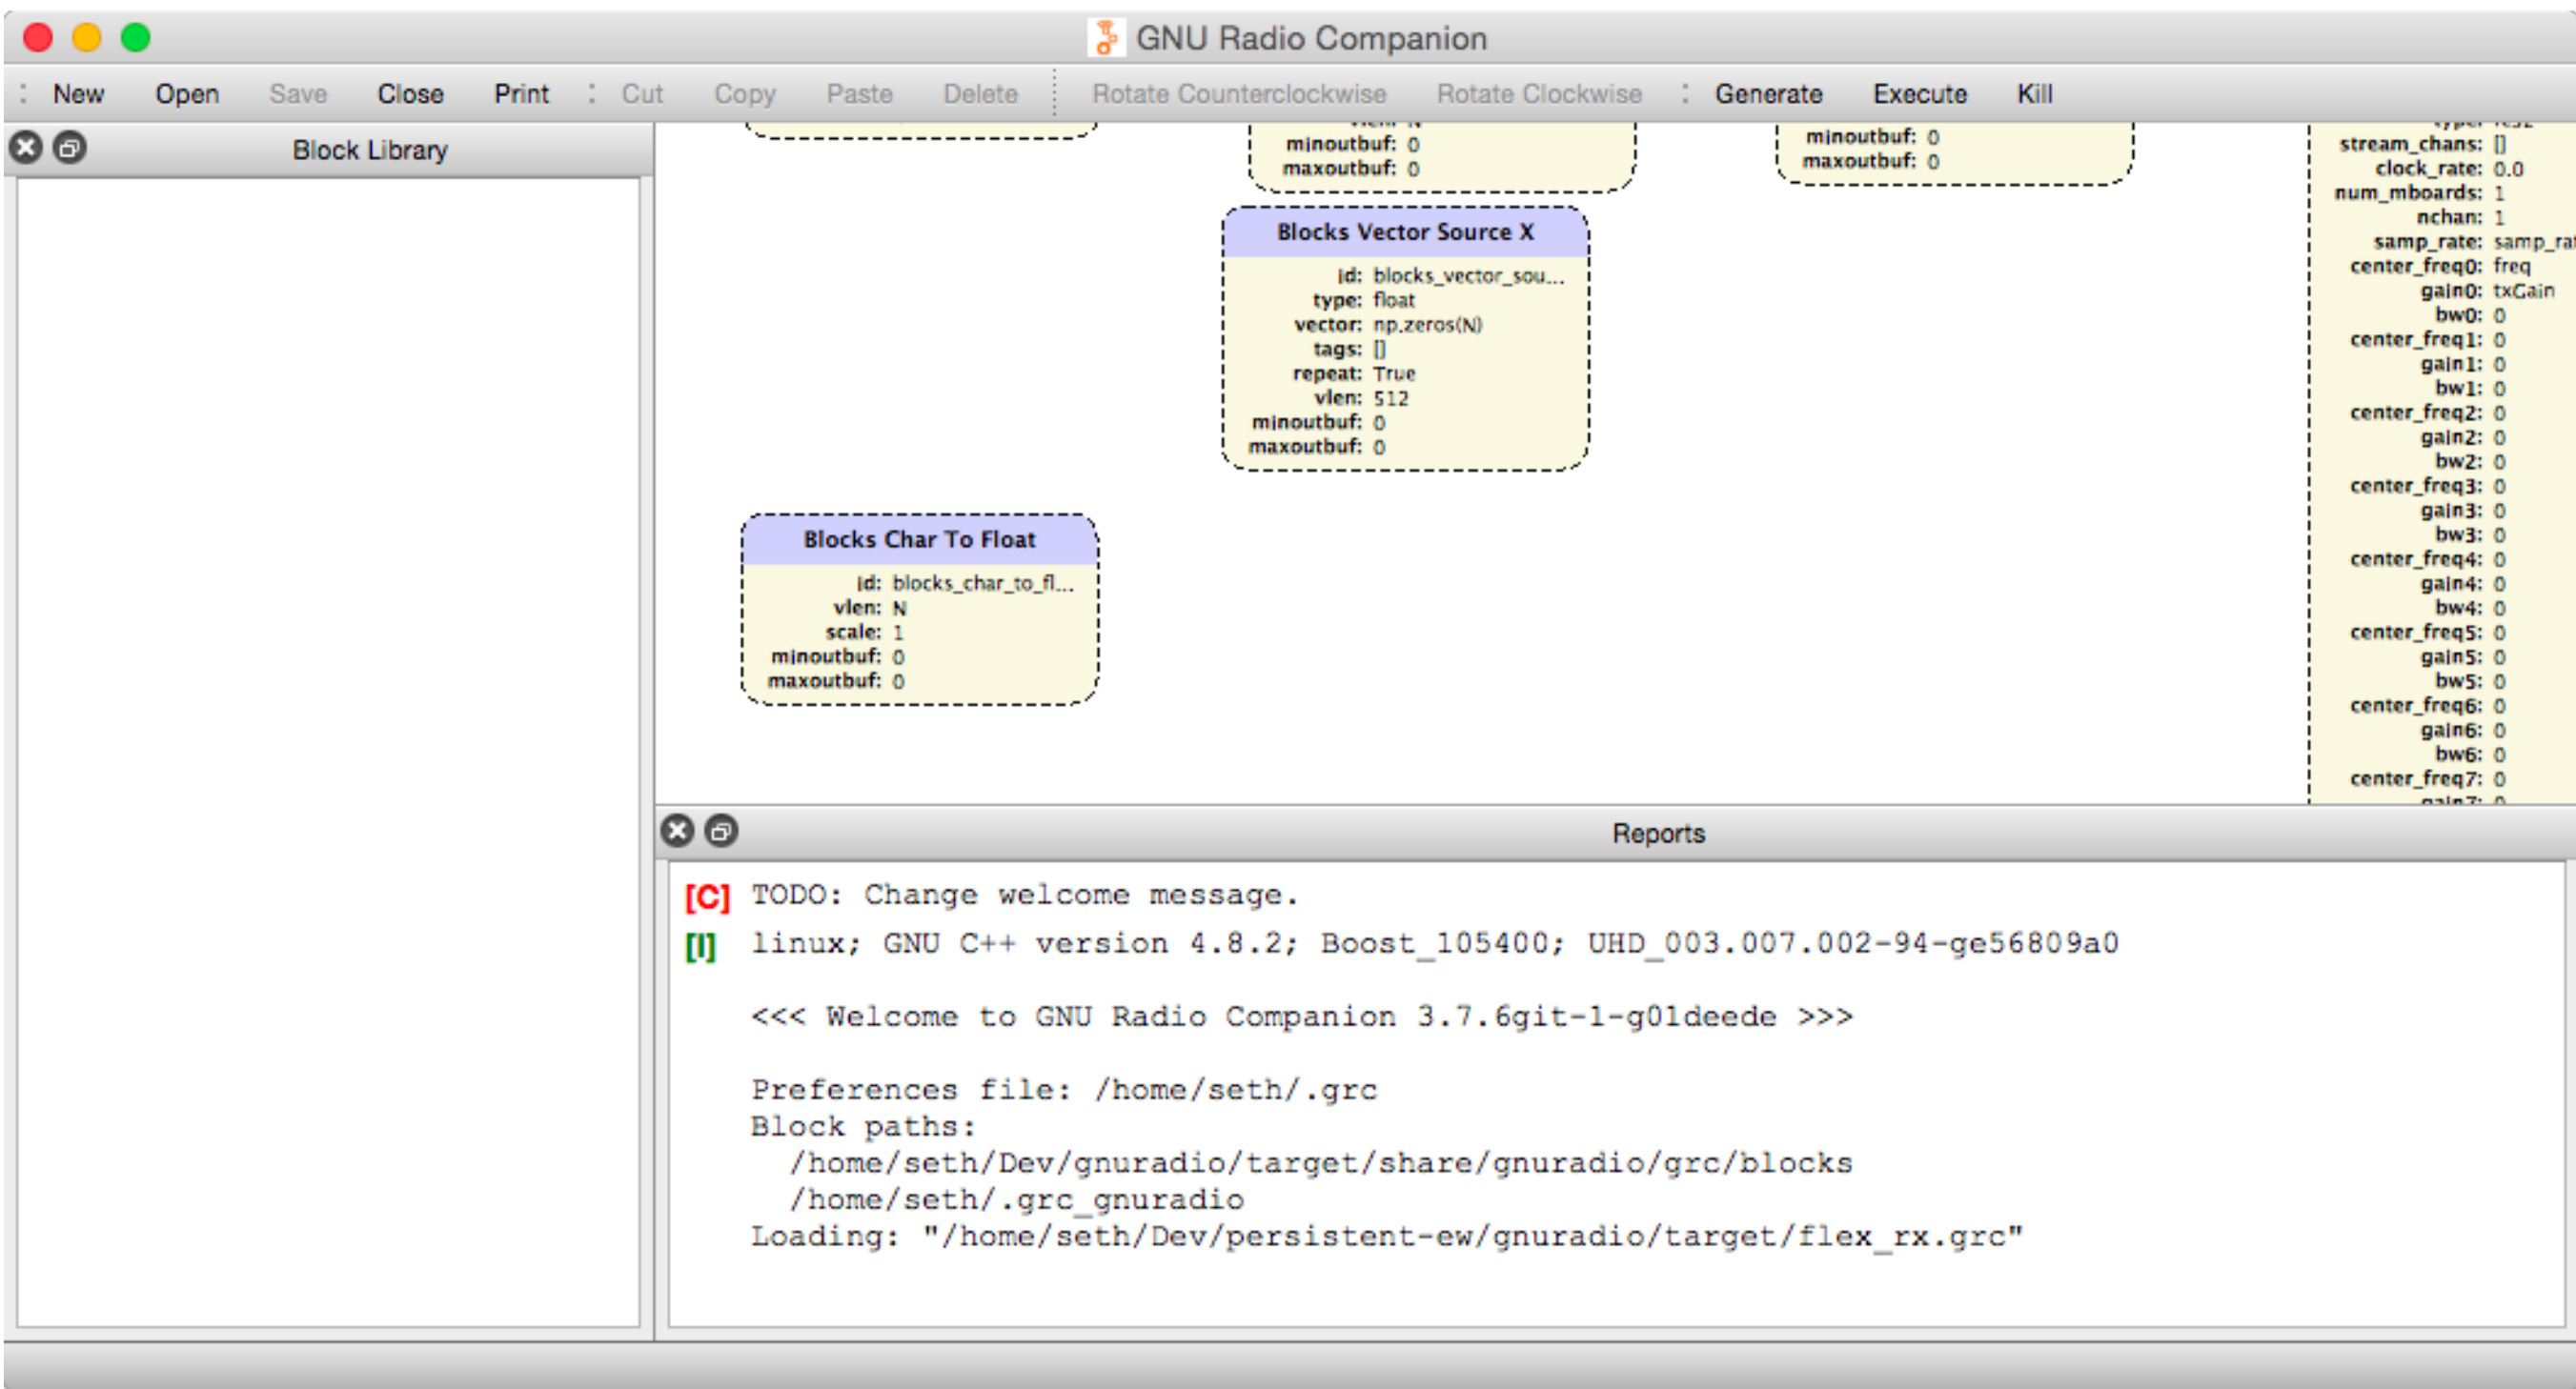 GNU Radio Companion
New Open Save Close Print Cut Copy Paste Delete Rotate Counterclockwise Rotate Clockwise Generate Execute Kill
Block Library
minoutbuf: 0
maxoutbuf: 0
minoutbuf: 0
maxoutbuf: 0
Blocks Vector Source X
id: blocks_vector_sou...
type: float
vector: np.zeros(N)
tags: []
repeat: True
vlen: 512
minoutbuf: 0
maxoutbuf: 0
Blocks Char To Float
id: blocks_char_to_fl...
vlen: N
scale: 1
minoutbuf: 0
maxoutbuf: 0
stream_chans: []
clock_rate: 0.0
num_mboards: 1
nchan: 1
samp_rate: samp_rat
center_freq0: freq
gain0: txGain
bw0: 0
center_freq1: 0
gain1: 0
bw1: 0
center_freq2: 0
gain2: 0
bw2: 0
center_freq3: 0
gain3: 0
bw3: 0
center_freq4: 0
gain4: 0
bw4: 0
center_freq5: 0
gain5: 0
bw5: 0
center_freq6: 0
gain6: 0
bw6: 0
center_freq7: 0
gain7: 0
Reports
[C] TODO: Change welcome message.
[I] linux; GNU C++ version 4.8.2; Boost_105400; UHD_003.007.002-94-ge56809a0
<<< Welcome to GNU Radio Companion 3.7.6git-1-g01deede >>>
Preferences file: /home/seth/.grc
Block paths:
/home/seth/Dev/gnuradio/target/share/gnuradio/grc/blocks
/home/seth/.grc_gnuradio
Loading: "/home/seth/Dev/persistent-ew/gnuradio/target/flex_rx.grc"